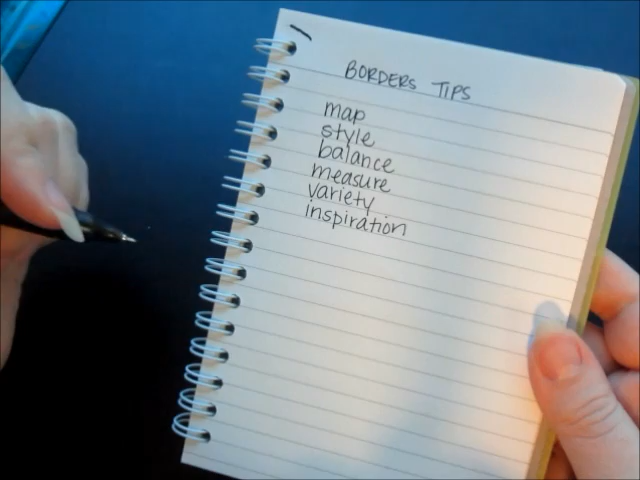 BORDERS TIPS
map
style
balance
measure
variety
inspiration